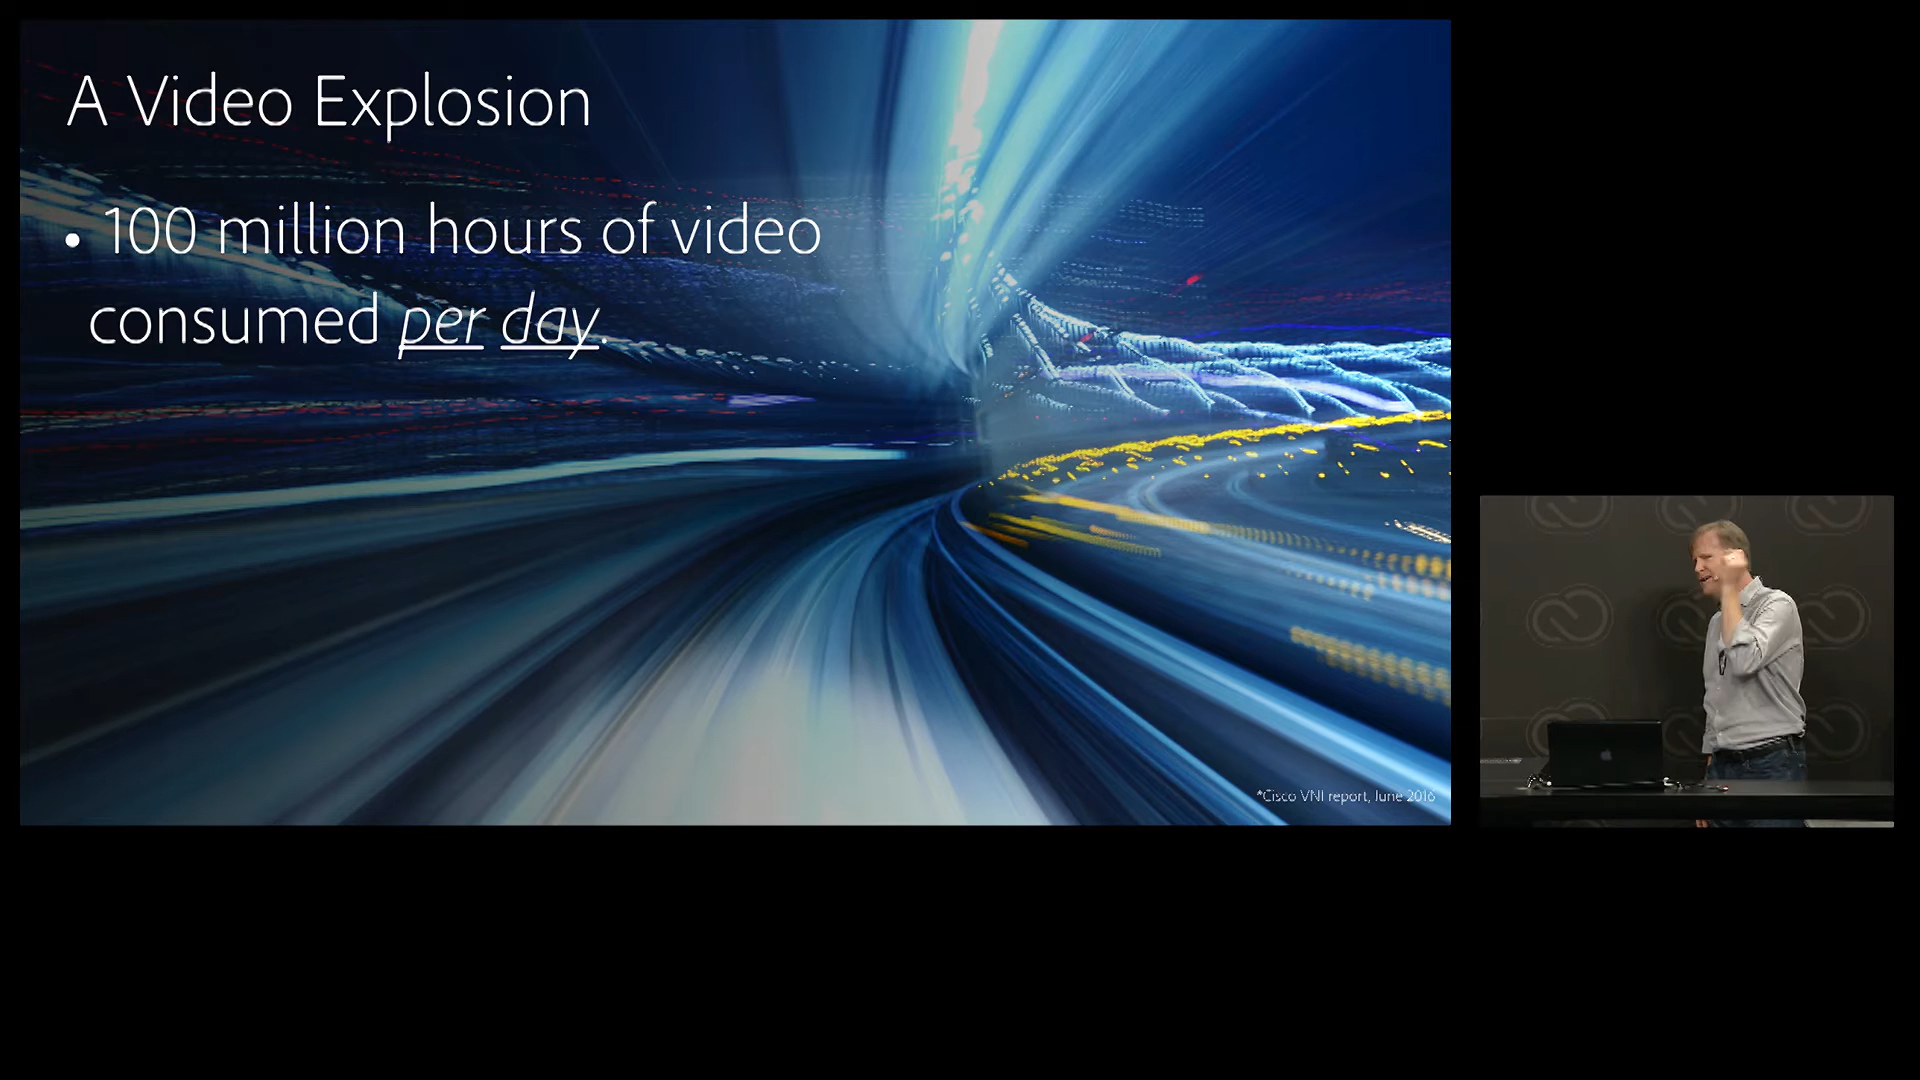 A Video Explosion
• 100 million hours of video
consumed per day.
*Cisco VNI report, June 2016